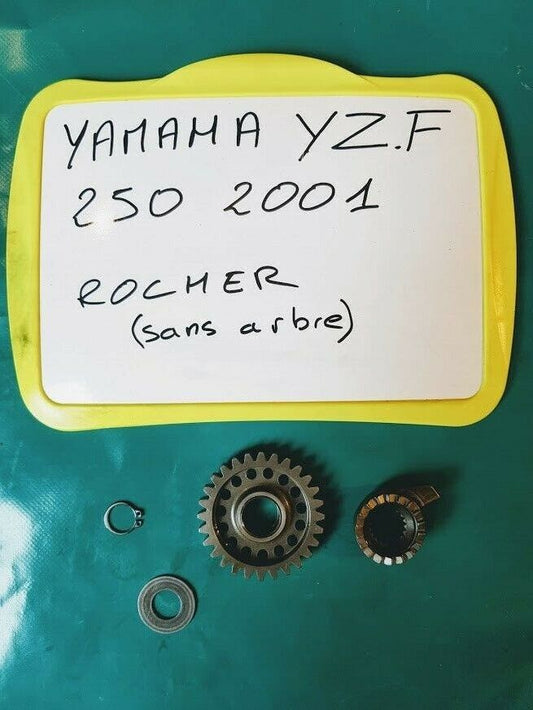 YAMAHA YZ.F
250 2001
ROCHER
(sans arbre)